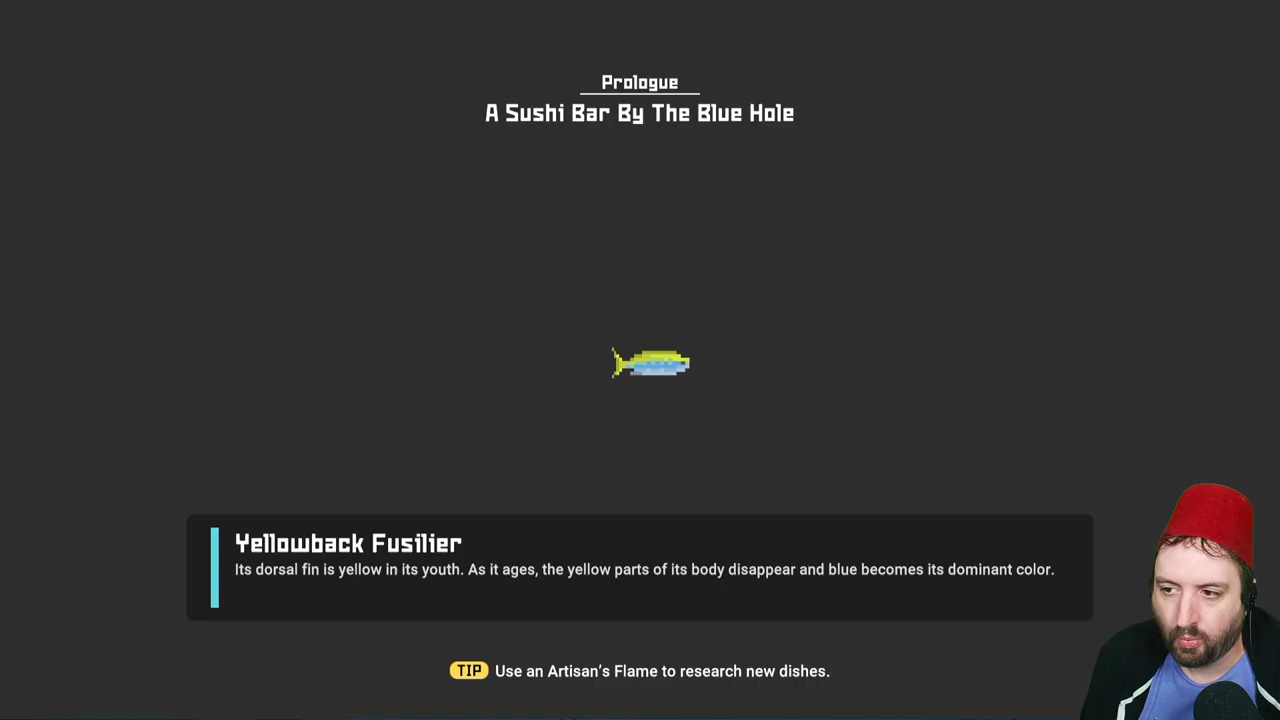 Prologue
A Sushi Bar By The Blue Hole
Yellowback Fusilier
Its dorsal fin is yellow in its youth. As it ages, the yellow parts of its body disappear and blue becomes its dominant color.
TIP Use an Artisan's Flame to research new dishes.